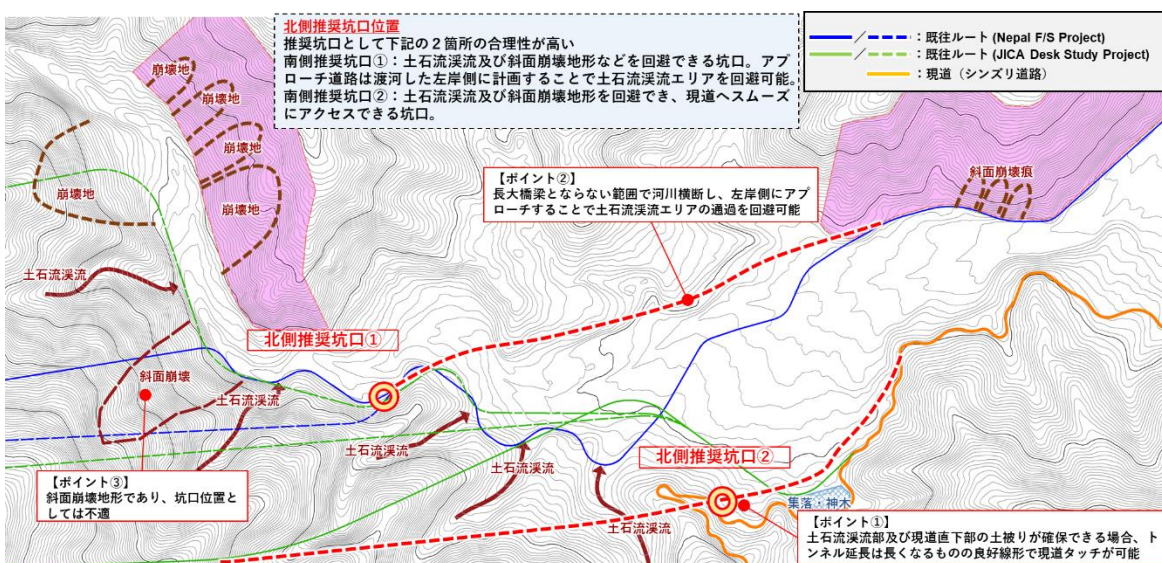 北側推奨坑口位置
推奨坑口として下記の２箇所の合理性が高い
南側推奨坑口①：土石流渓流及び斜面崩壊地形などを回避できる坑口。アプ
ローチ道路は渡河した左岸側に計画することで土石流渓流エリアを回避可能。
南側推奨坑口②：土石流渓流及び斜面崩壊地形を回避でき、現道へスムーズ
にアクセスできる坑口。
／ ：既往ルート (Nepal F/S Project)
／ ：既往ルート (JICA Desk Study Project)
：現道（シンズリ道路）
崩壊地
崩壊地
崩壊地
崩壊地
崩壊地
斜面崩壊痕
【ポイント②】
長大橋梁とならない範囲で河川横断し、左岸側にアプ
ローチすることで土石流渓流エリアの通過を回避可能
土石流渓流
北側推奨坑口①
斜面崩壊
土石流渓流
土石流渓流
土石流渓流
土石流渓流
北側推奨坑口②
集落・神木
【ポイント③】
斜面崩壊地形であり、坑口位置と
しては不適
【ポイント①】
土石流渓流部及び現道直下部の土被りが確保できる場合、ト
ンネル延長は長くなるものの良好線形で現道タッチが可能